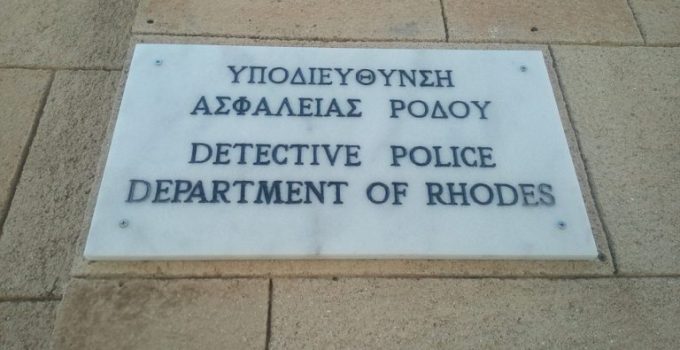 ΥΠΟΔΙΕΥΘΥΝΣΗ
ΑΣΦΑΛΕΙΑΣ ΡΟΔΟΥ
DETECTIVE POLICE
DEPARTMENT OF RHODES